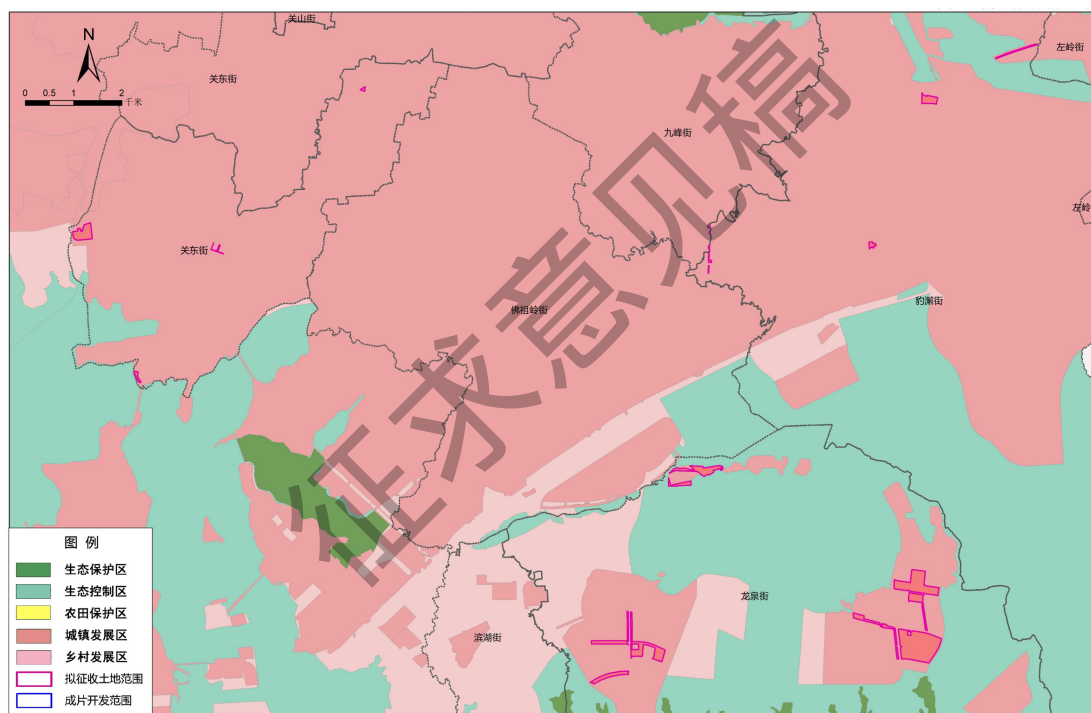 关山街
左岭街
N
关东街
0 0.5 1 2
千米
九峰街
左岭
关东街
佛祖岭街
豹澥街
征求意见稿
图 例
生态保护区
生态控制区
农田保护区
城镇发展区
乡村发展区
拟征收土地范围
成片开发范围
龙泉街
滨湖街